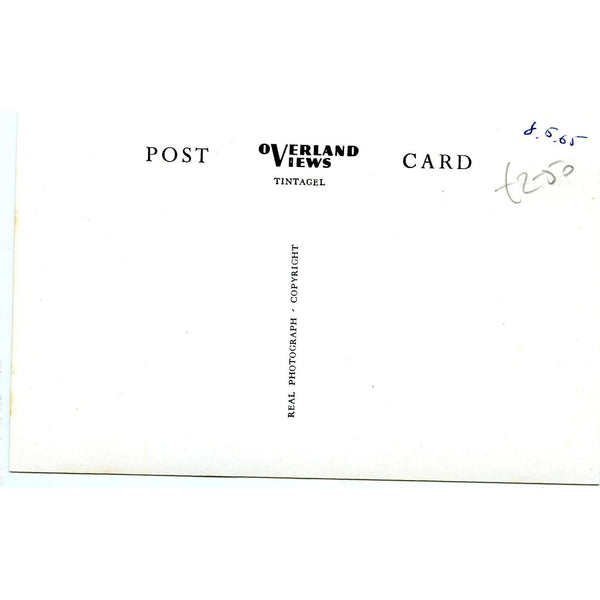 8.5.65
POST OVERLAND VIEWS CARD
TINTAGEL
£2-50
REAL PHOTOGRAPH - COPYRIGHT